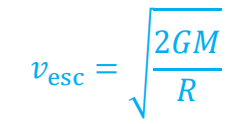 v_esc = √(2GM/R)